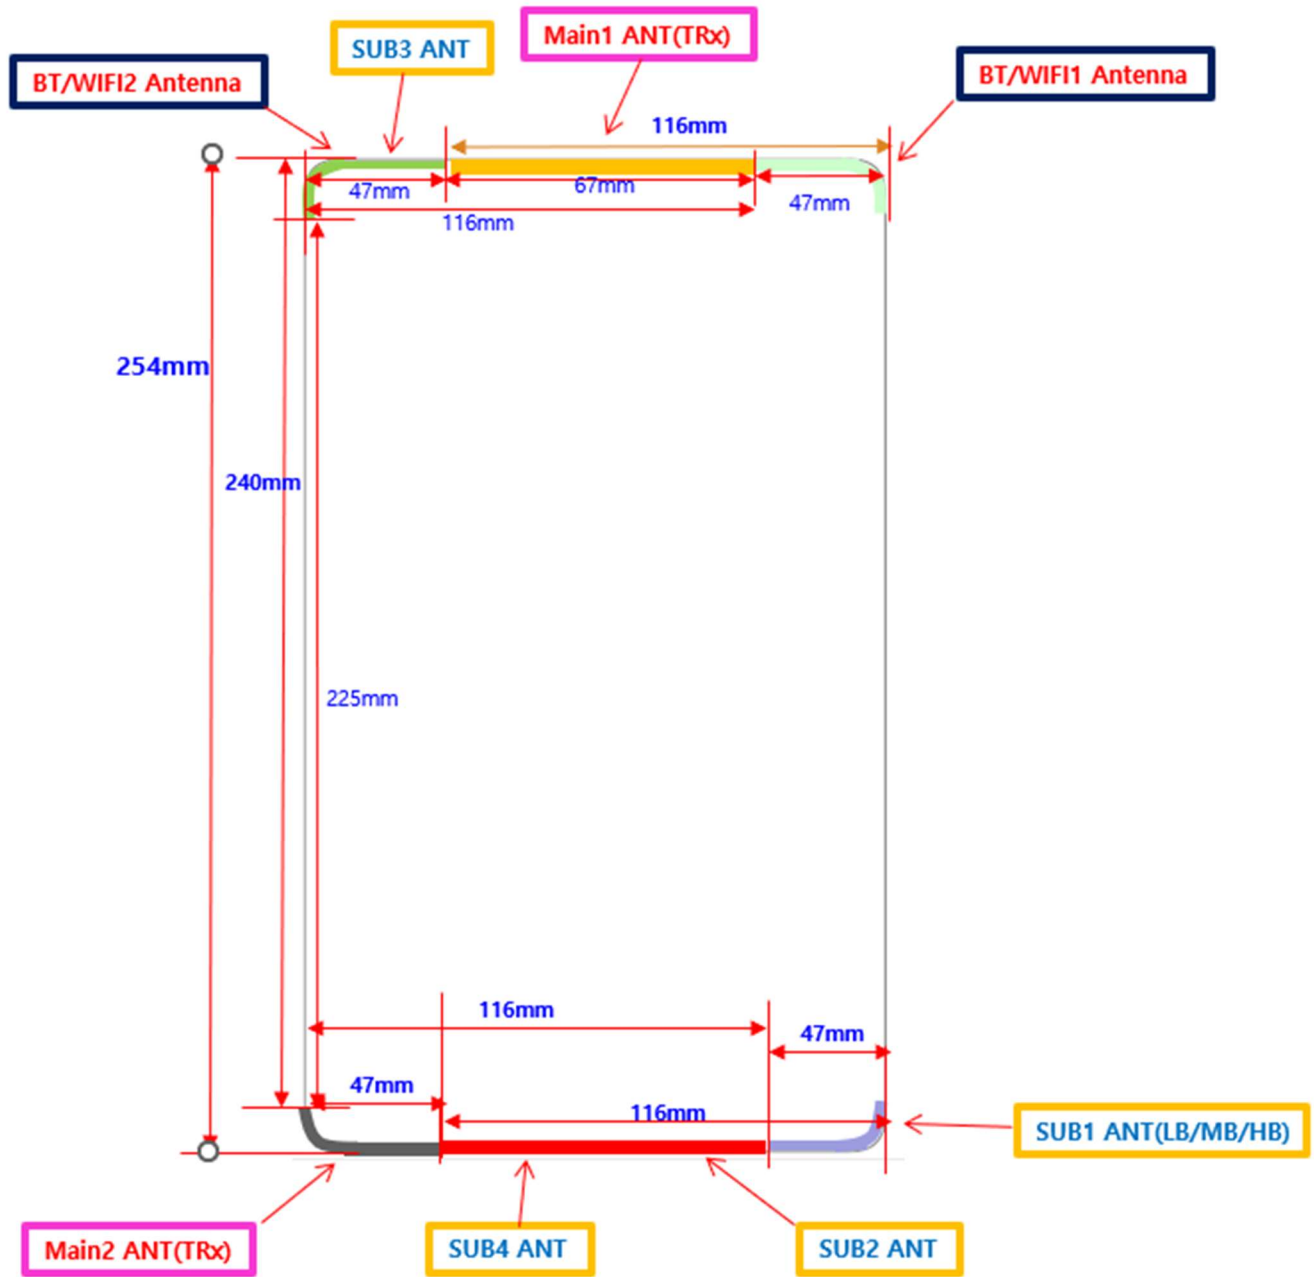 Main1 ANT(TRx)
SUB3 ANT
BT/WIFI1 Antenna
BT/WIFI2 Antenna
116mm
47mm
67mm
47mm
116mm
254mm
240mm
225mm
116mm
47mm
47mm
116mm
SUB1 ANT(LB/MB/HB)
Main2 ANT(TRx)
SUB4 ANT
SUB2 ANT